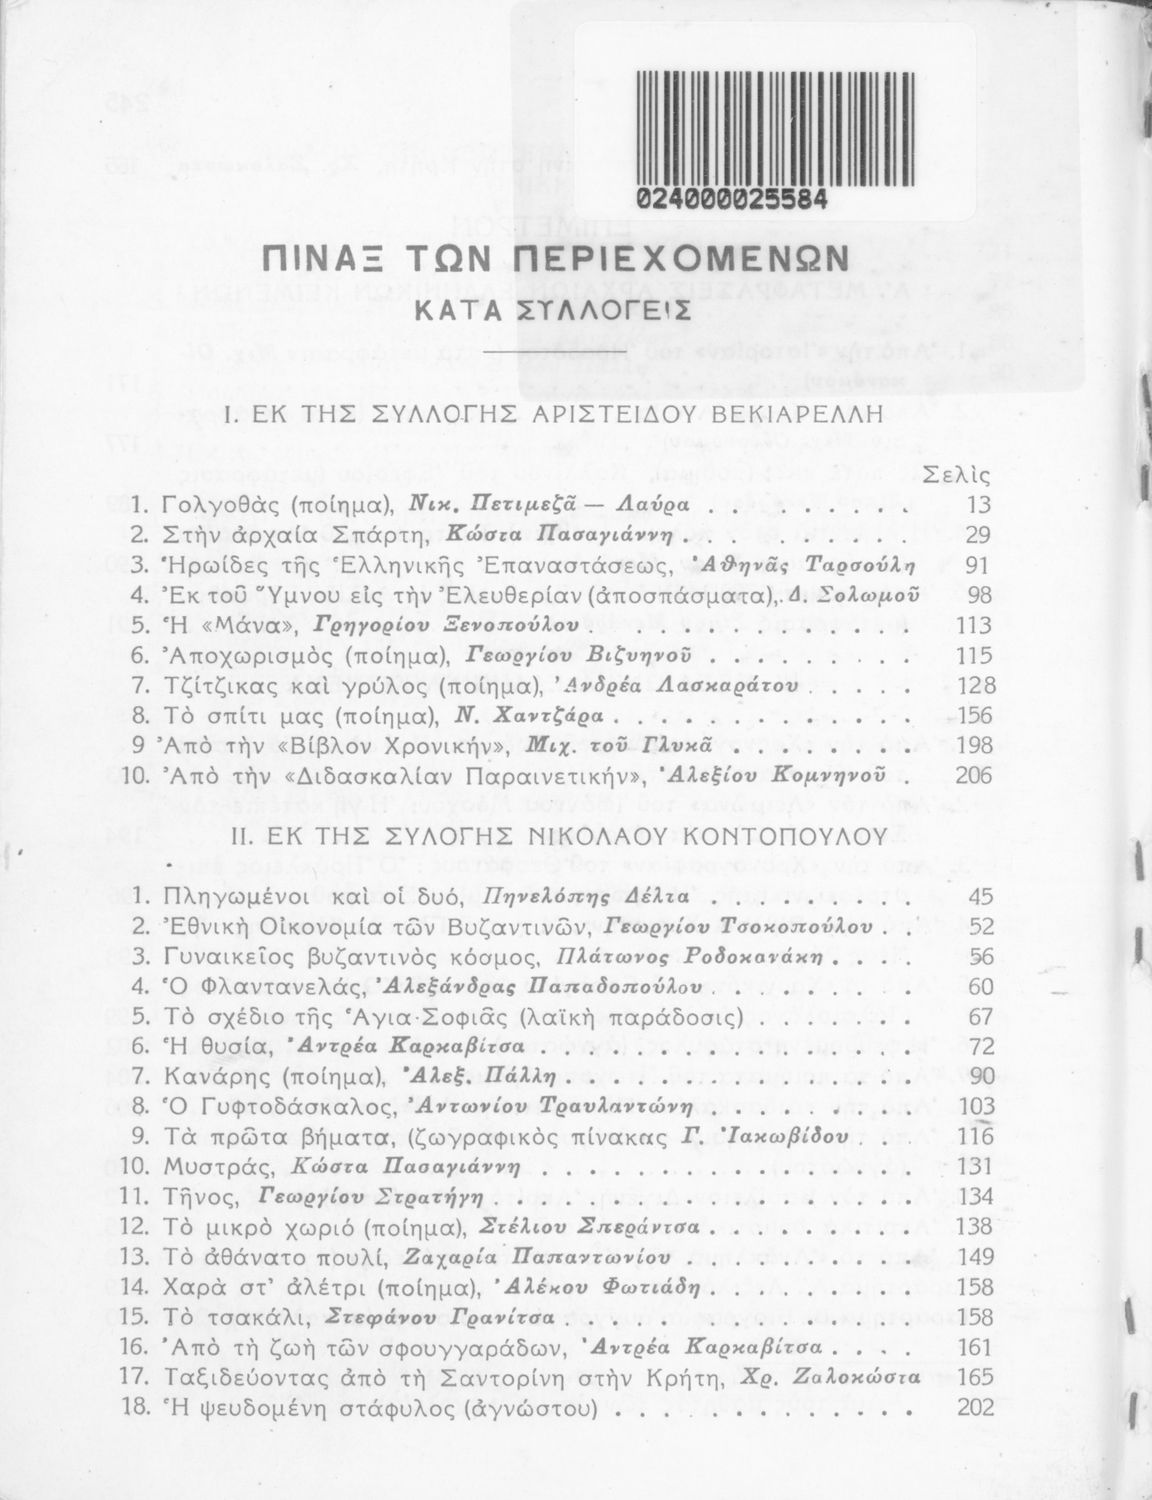 024000025584
ΠΙΝΑΞ ΤΩΝ ΠΕΡΙΕΧΟΜΕΝΩΝ
ΚΑΤΑ ΣΥΛΛΟΓΕΙΣ
Ι. ΕΚ ΤΗΣ ΣΥΛΛΟΓΗΣ ΑΡΙΣΤΕΙΔΟΥ ΒΕΚΙΑΡΕΛΛΗ
Σελὶς
1. Γολγοθὰς (ποίημα), Νικ. Πετιμεζᾶ — Λαύρα . . . . . . . . . 13
2. Στὴν ἀρχαία Σπάρτη, Κώστα Πασαγιάννη . . . . . . . . . 29
3. Ἡρωίδες τῆς Ἑλληνικῆς Ἐπαναστάσεως, Ἀθηνᾶς Ταρσούλη 91
4. Ἐκ τοῦ Ὕμνου εἰς τὴν Ἐλευθερίαν (ἀποσπάσματα),. Δ. Σολωμοῦ 98
5. Ἡ «Μάνα», Γρηγορίου Ξενοπούλου . . . . . . . . . . . . 113
6. Ἀποχωρισμὸς (ποίημα), Γεωργίου Βιζυηνοῦ . . . . . . . . . 115
7. Τζίτζικας καὶ γρύλος (ποίημα), Ἀνδρέα Λασκαράτου . . . . . 128
8. Τὸ σπίτι μας (ποίημα), Ν. Χαντζάρα . . . . . . . . . . . . . 156
9 Ἀπὸ τὴν «Βίβλον Χρονικήν», Μιχ. τοῦ Γλυκᾶ . . . . . . . . 198
10. Ἀπὸ τὴν «Διδασκαλίαν Παραινετικήν», Ἀλεξίου Κομνηνοῦ . 206
ΙΙ. ΕΚ ΤΗΣ ΣΥΛΟΓΗΣ ΝΙΚΟΛΑΟΥ ΚΟΝΤΟΠΟΥΛΟΥ
1. Πληγωμένοι καὶ οἱ δυό, Πηνελόπης Δέλτα . . . . . . . . . 45
2. Ἐθνικὴ Οἰκονομία τῶν Βυζαντινῶν, Γεωργίου Τσοκοπούλου . . 52
3. Γυναικεῖος βυζαντινὸς κόσμος, Πλάτωνος Ροδοκανάκη . . . . 56
4. Ὁ Φλαντανελάς, Ἀλεξάνδρας Παπαδοπούλου . . . . . . . . . 60
5. Τὸ σχέδιο τῆς Ἁγια-Σοφιᾶς (λαϊκὴ παράδοσις) . . . . . . . 67
6. Ἡ θυσία, Ἀντρέα Καρκαβίτσα . . . . . . . . . . . . . . . 72
7. Κανάρης (ποίημα), Ἀλεξ. Πάλλη . . . . . . . . . . . . . . 90
8. Ὁ Γυφτοδάσκαλος, Ἀντωνίου Τραυλαντώνη . . . . . . . . . 103
9. Τὰ πρῶτα βήματα, (ζωγραφικὸς πίνακας Γ. Ἰακωβίδου . . . 116
10. Μυστράς, Κώστα Πασαγιάννη . . . . . . . . . . . . . . . . 131
11. Τῆνος, Γεωργίου Στρατήγη . . . . . . . . . . . . . . . . . . 134
12. Τὸ μικρὸ χωριό (ποίημα), Στέλιου Σπεράντσα . . . . . . . . . 138
13. Τὸ ἀθάνατο πουλί, Ζαχαρία Παπαντωνίου . . . . . . . . . . 149
14. Χαρὰ στ' ἀλέτρι (ποίημα), Ἀλέκου Φωτιάδη . . . . . . . . . 158
15. Τὸ τσακάλι, Στεφάνου Γρανίτσα . . . . . . . . . . . . . . . 158
16. Ἀπὸ τὴ ζωὴ τῶν σφουγγαράδων, Ἀντρέα Καρκαβίτσα . . . . 161
17. Ταξιδεύοντας ἀπὸ τὴ Σαντορίνη στὴν Κρήτη, Χρ. Ζαλοκώστα 165
18. Ἡ ψευδομένη στάφυλος (ἀγνώστου) . . . . . . . . . . . . . 202